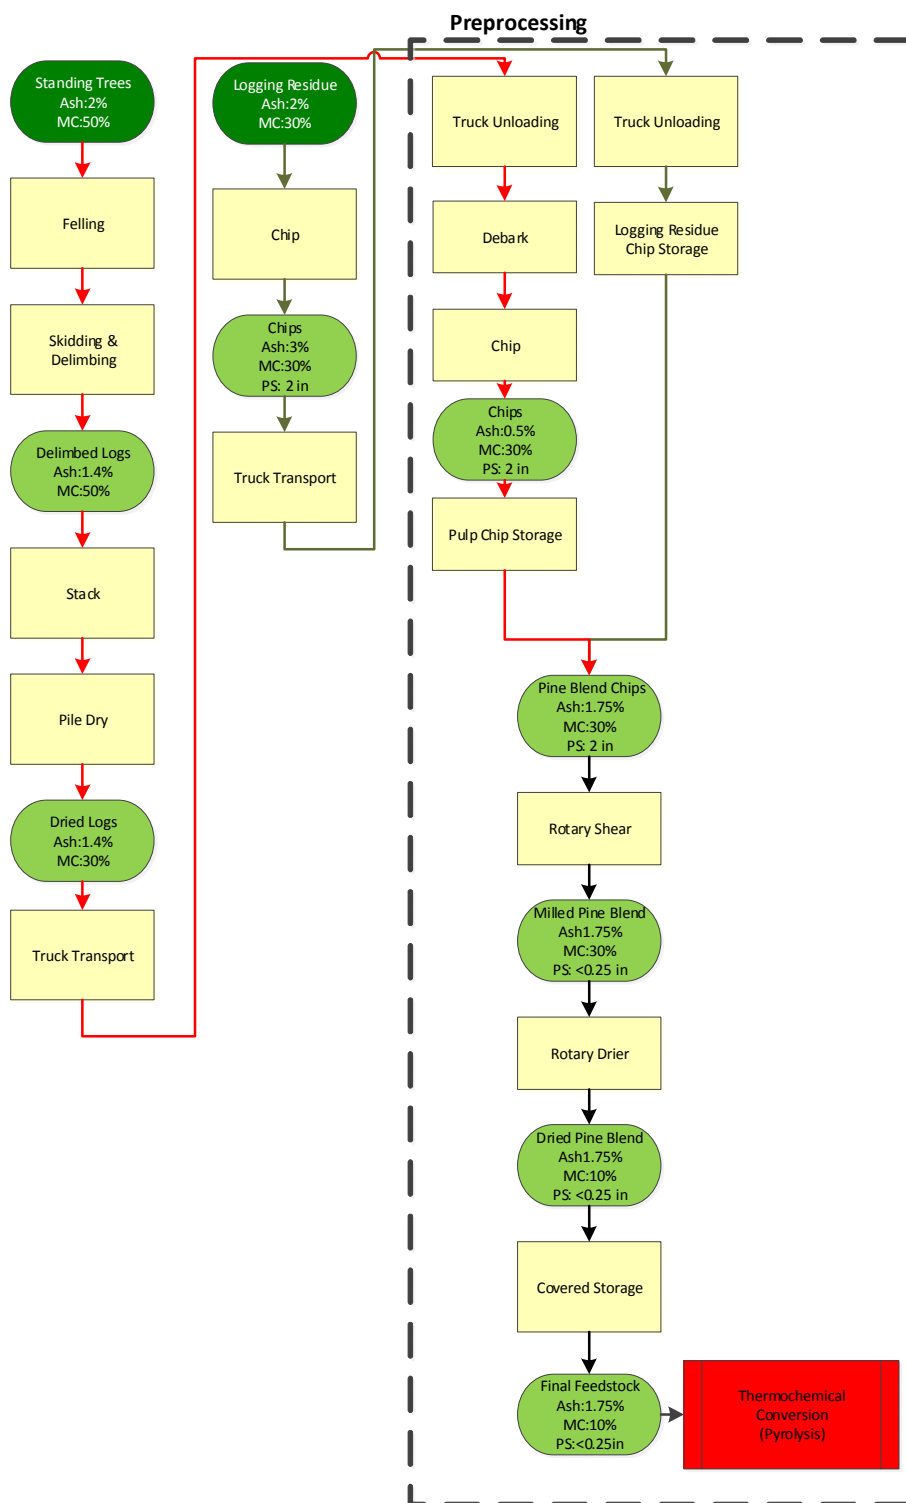 Preprocessing
Standing Trees
Ash:2%
MC:50%
Felling
Skidding &
Delimbing
Delimbed Logs
Ash:1.4%
MC:50%
Stack
Pile Dry
Dried Logs
Ash:1.4%
MC:30%
Truck Transport
Logging Residue
Ash:2%
MC:30%
Chip
Chips
Ash:3%
MC:30%
PS: 2 in
Truck Transport
Truck Unloading
Debark
Chip
Chips
Ash:0.5%
MC:30%
PS: 2 in
Pulp Chip Storage
Truck Unloading
Logging Residue
Chip Storage
Pine Blend Chips
Ash:1.75%
MC:30%
PS: 2 in
Rotary Shear
Milled Pine Blend
Ash1.75%
MC:30%
PS: <0.25 in
Rotary Drier
Dried Pine Blend
Ash1.75%
MC:10%
PS: <0.25 in
Covered Storage
Final Feedstock
Ash:1.75%
MC:10%
PS:<0.25in
Thermochemical
Conversion
(Pyrolysis)